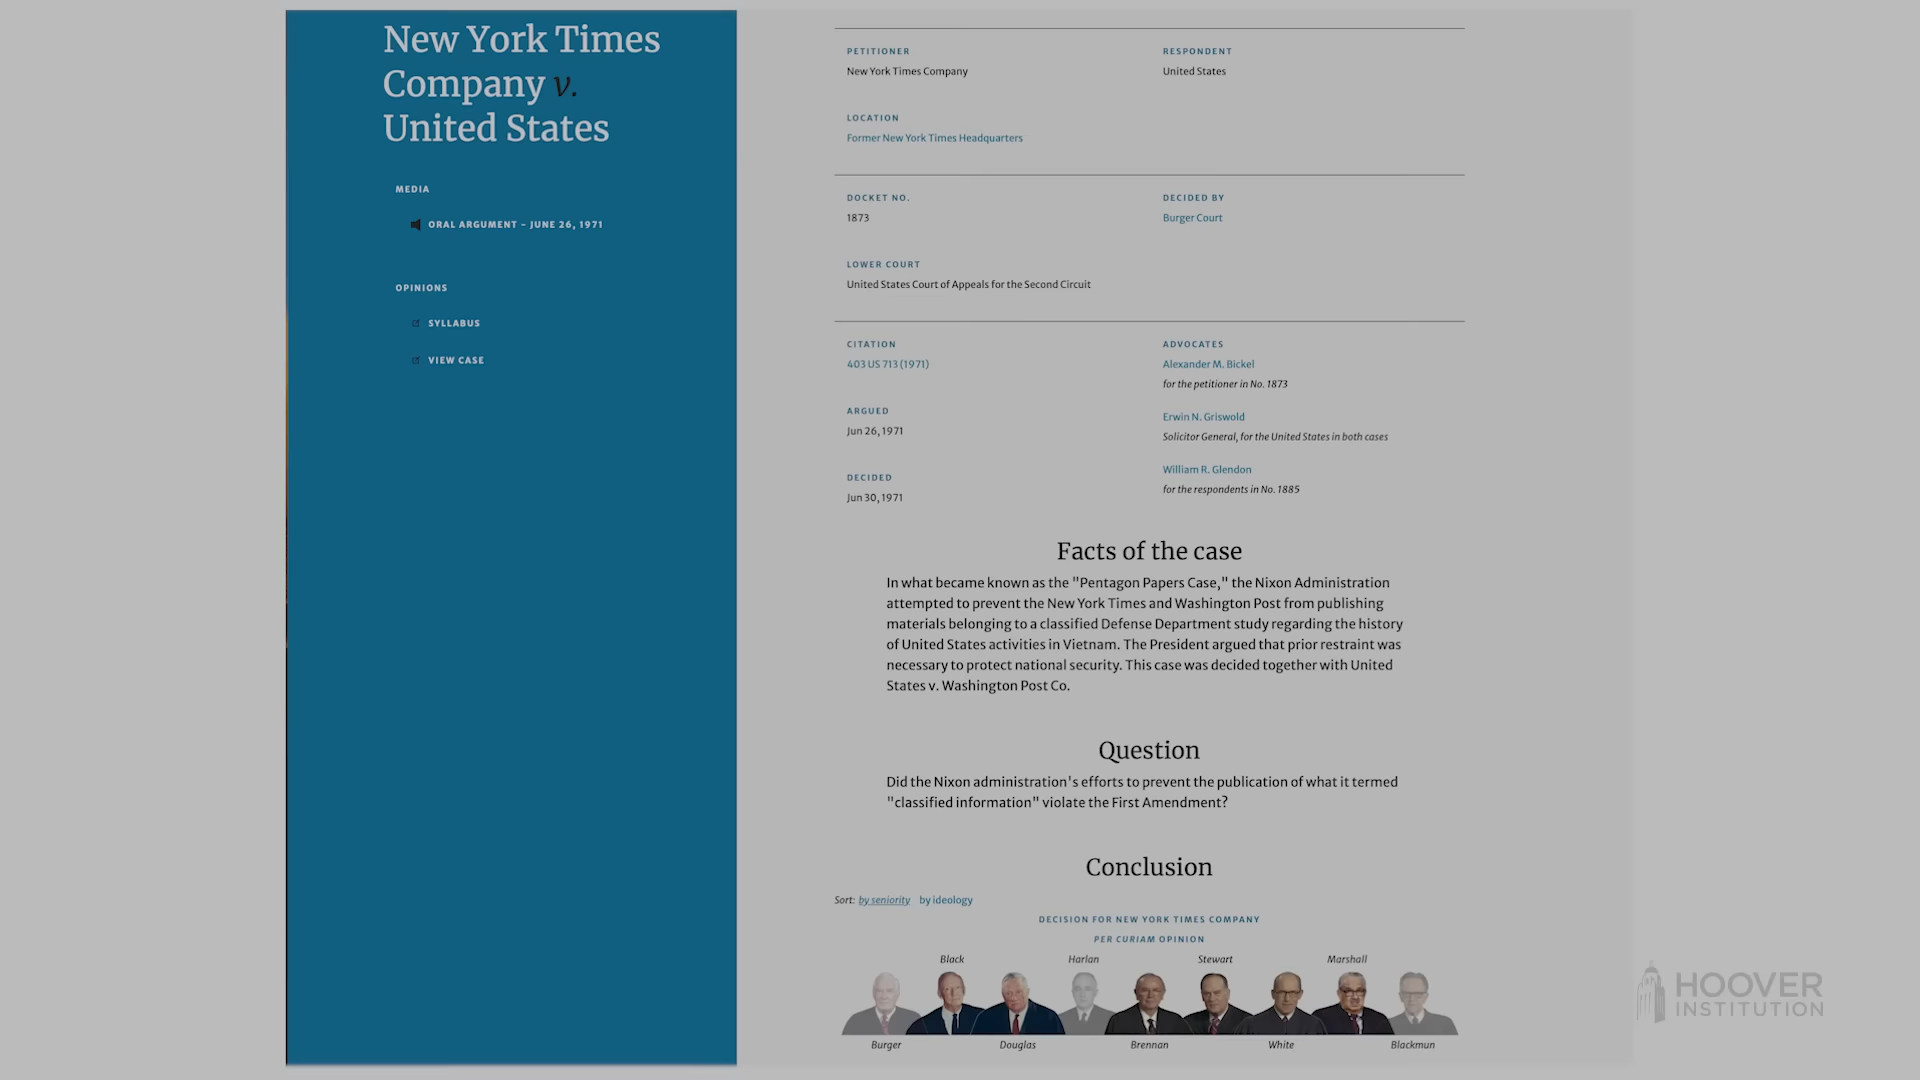 New York Times
Company v.
United States
MEDIA
ORAL ARGUMENT - JUNE 26, 1971
OPINIONS
SYLLABUS
VIEW CASE
PETITIONER
New York Times Company
RESPONDENT
United States
LOCATION
Former New York Times Headquarters
DOCKET NO.
1873
DECIDED BY
Burger Court
LOWER COURT
United States Court of Appeals for the Second Circuit
CITATION
403 US 713 (1971)
ARGUED
Jun 26, 1971
DECIDED
Jun 30, 1971
ADVOCATES
Alexander M. Bickel
for the petitioner in No. 1873
Erwin N. Griswold
Solicitor General, for the United States in both cases
William R. Glendon
for the respondents in No. 1885
Facts of the case
In what became known as the "Pentagon Papers Case," the Nixon Administration
attempted to prevent the New York Times and Washington Post from publishing
materials belonging to a classified Defense Department study regarding the history
of United States activities in Vietnam. The President argued that prior restraint was
necessary to protect national security. This case was decided together with United
States v. Washington Post Co.
Question
Did the Nixon administration's efforts to prevent the publication of what it termed
"classified information" violate the First Amendment?
Conclusion
Sort: by seniority by ideology
DECISION FOR NEW YORK TIMES COMPANY
PER CURIAM OPINION
Black Harlan Stewart Marshall
Burger Douglas Brennan White Blackmun
HOOVER
INSTITUTION